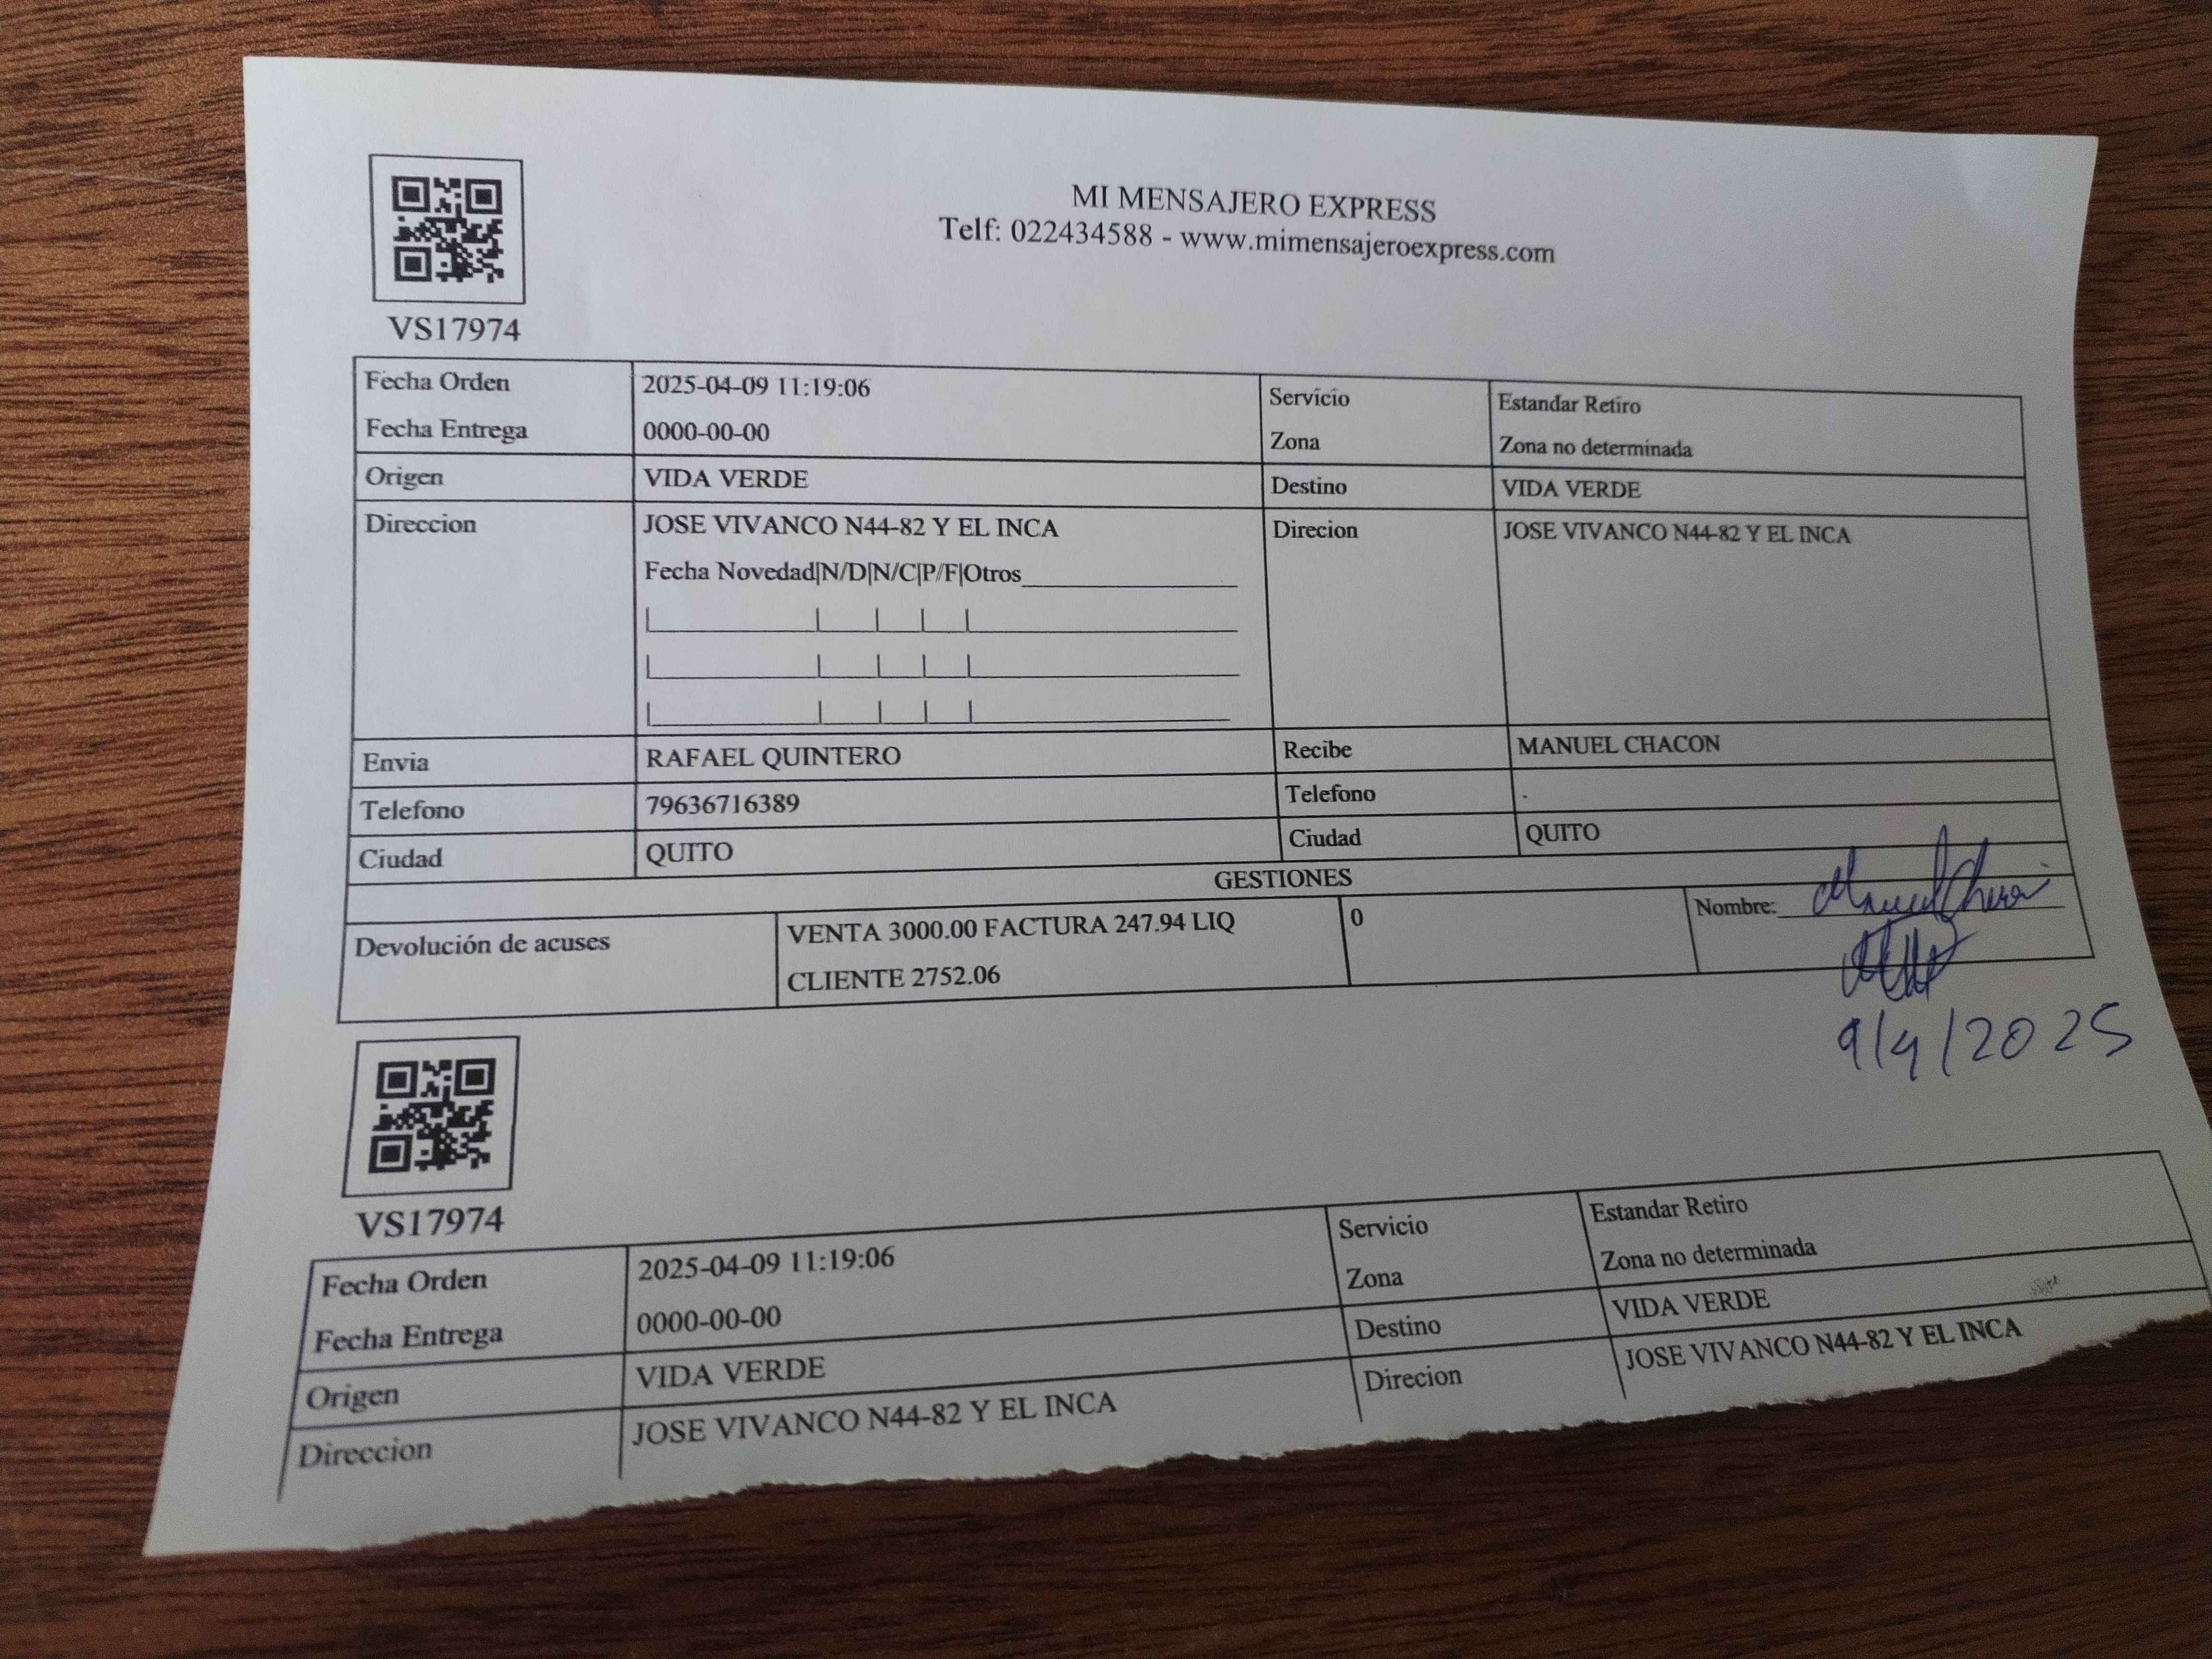 MI MENSAJERO EXPRESS
Telf: 022434588 - www.mimensajeroexpress.com
VS17974
Fecha Orden 2025-04-09 11:19:06 Servicio Estandar Retiro
Fecha Entrega 0000-00-00 Zona Zona no determinada
Origen VIDA VERDE Destino VIDA VERDE
Direccion JOSE VIVANCO N44-82 Y EL INCA Direcion JOSE VIVANCO N44-82 Y EL INCA
Fecha Novedad|N/D|N/C|P/F|Otros
Envia RAFAEL QUINTERO Recibe MANUEL CHACON
Telefono 79636716389 Telefono .
Ciudad QUITO Ciudad QUITO
GESTIONES
Devolución de acuses VENTA 3000.00 FACTURA 247.94 LIQ 0 Nombre: Manuel Chacon
CLIENTE 2752.06
9/4/2025
VS17974
Fecha Orden 2025-04-09 11:19:06 Servicio Estandar Retiro
Fecha Entrega 0000-00-00 Zona Zona no determinada
Origen VIDA VERDE Destino VIDA VERDE
Direccion JOSE VIVANCO N44-82 Y EL INCA Direcion JOSE VIVANCO N44-82 Y EL INCA